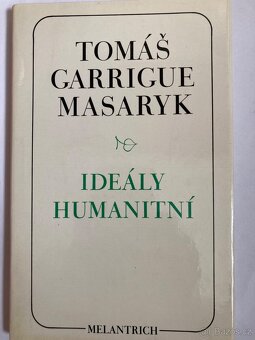 TOMÁŠ
GARRIGUE
MASARYK
IDEÁLY
HUMANITNÍ
MELANTRICH